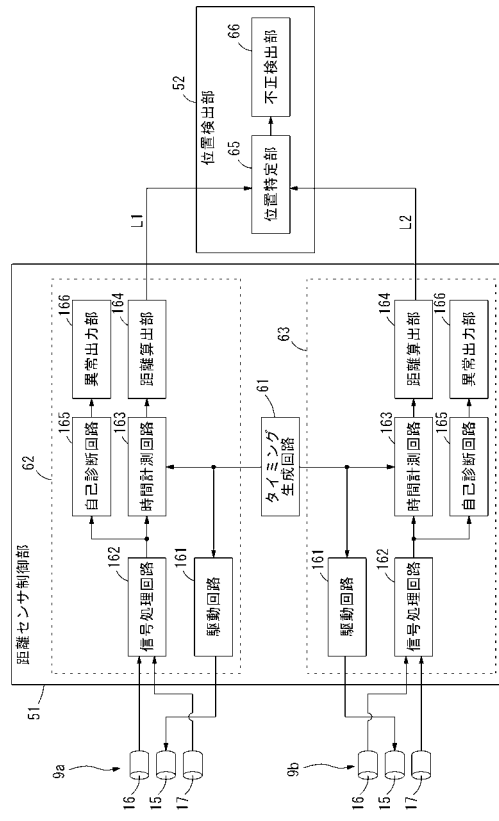 距離センサ制御部
51
62
異常出力部
166
距離算出部
164
自己診断回路
165
時間計測回路
163
信号処理回路
162
駆動回路
161
タイミング
生成回路
61
63
駆動回路
161
信号処理回路
162
時間計測回路
163
自己診断回路
165
距離算出部
164
異常出力部
166
L1
L2
位置検出部
52
位置特定部
65
不正検出部
66
9a
16
15
17
9b
16
15
17